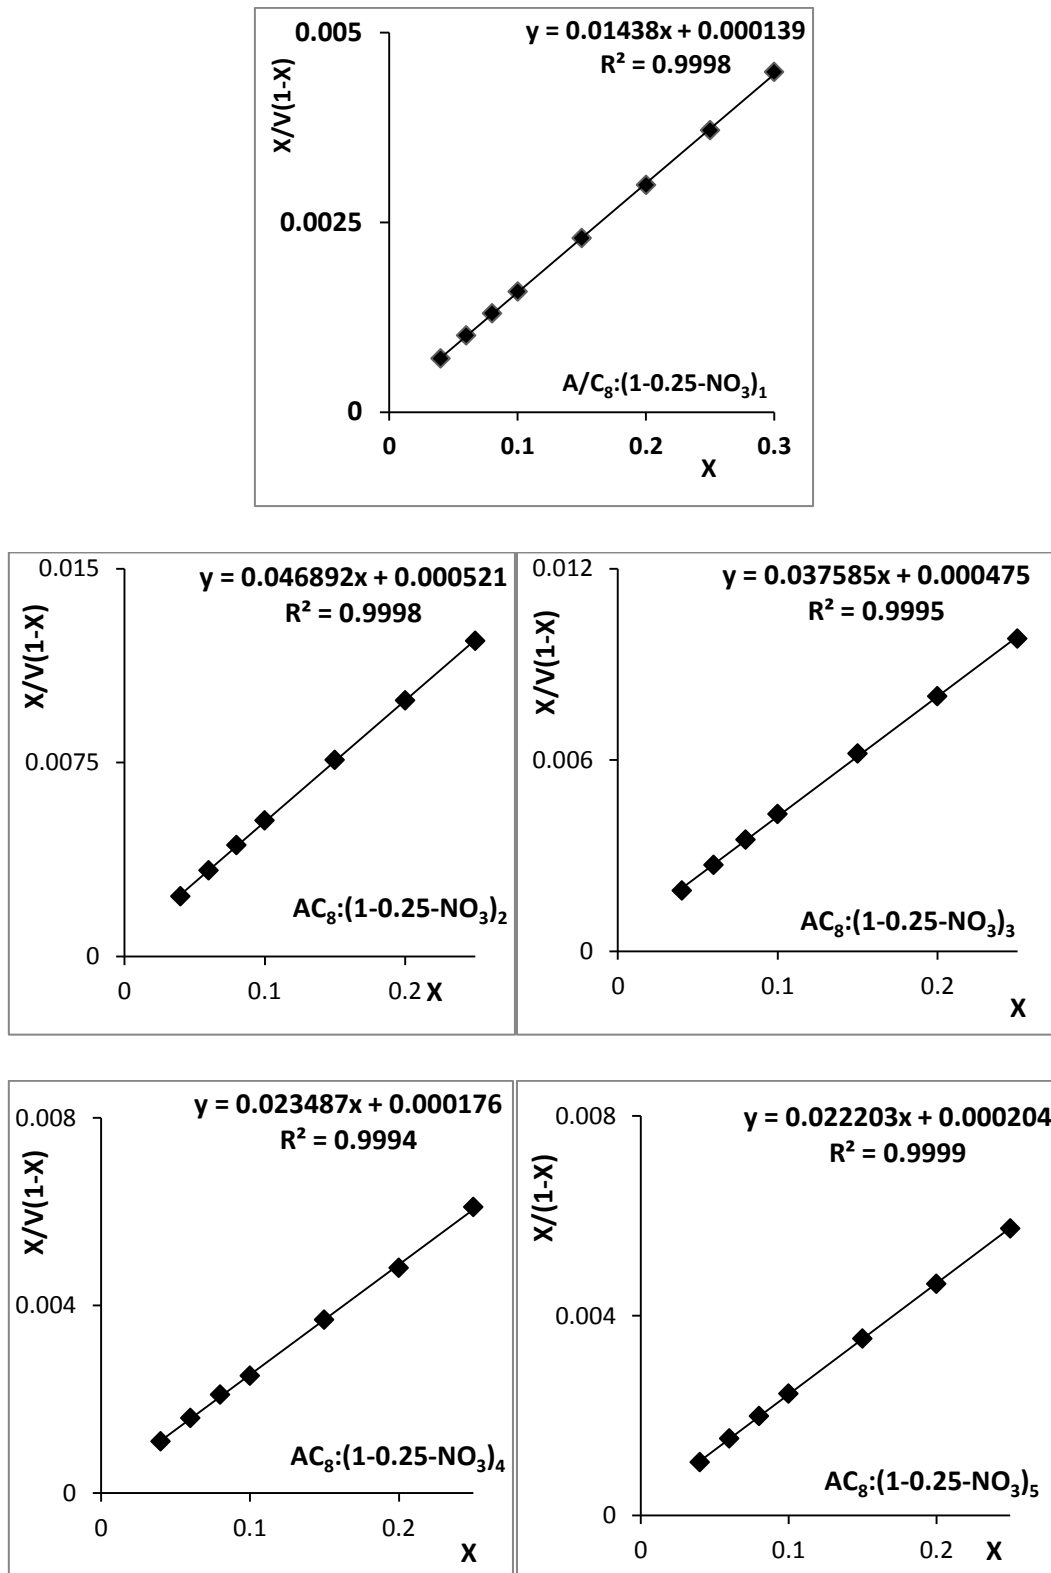 y = 0.01438x + 0.000139
R² = 0.9998
X/V(1-X)
0.005
0.0025
0
A/C₈:(1-0.25-NO₃)₁
0 0.1 0.2 0.3
X
y = 0.046892x + 0.000521
R² = 0.9998
X/V(1-X)
0.015
0.0075
0
AC₈:(1-0.25-NO₃)₂
0 0.1 0.2 X
y = 0.037585x + 0.000475
R² = 0.9995
X/V(1-X)
0.012
0.006
0
AC₈:(1-0.25-NO₃)₃
0 0.1 0.2
X
y = 0.023487x + 0.000176
R² = 0.9994
X/V(1-X)
0.008
0.004
0
AC₈:(1-0.25-NO₃)₄
0 0.1 0.2
X
y = 0.022203x + 0.000204
R² = 0.9999
X/(1-X)
0.008
0.004
0
AC₈:(1-0.25-NO₃)₅
0 0.1 0.2 X